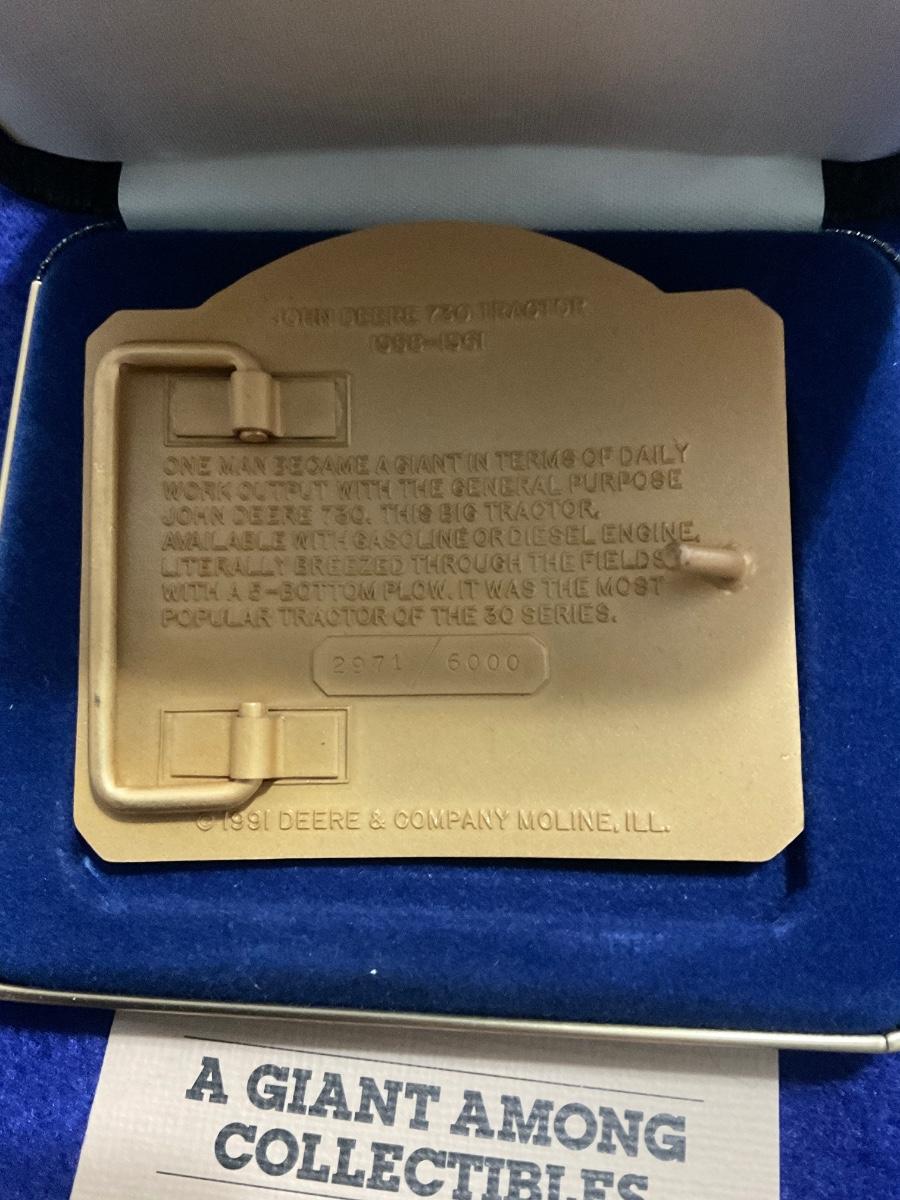 JOHN DEERE 730 TRACTOR
1958-1961
ONE MAN BECAME A GIANT IN TERMS OF DAILY
WORK OUTPUT WITH THE GENERAL PURPOSE
JOHN DEERE 730. THIS BIG TRACTOR,
AVAILABLE WITH GASOLINE OR DIESEL ENGINE,
LITERALLY BREEZED THROUGH THE FIELDS
WITH A 5-BOTTOM PLOW. IT WAS THE MOST
POPULAR TRACTOR OF THE 30 SERIES.
2971 / 6000
© 1991 DEERE & COMPANY MOLINE, ILL.
A GIANT AMONG
COLLECTIBLES